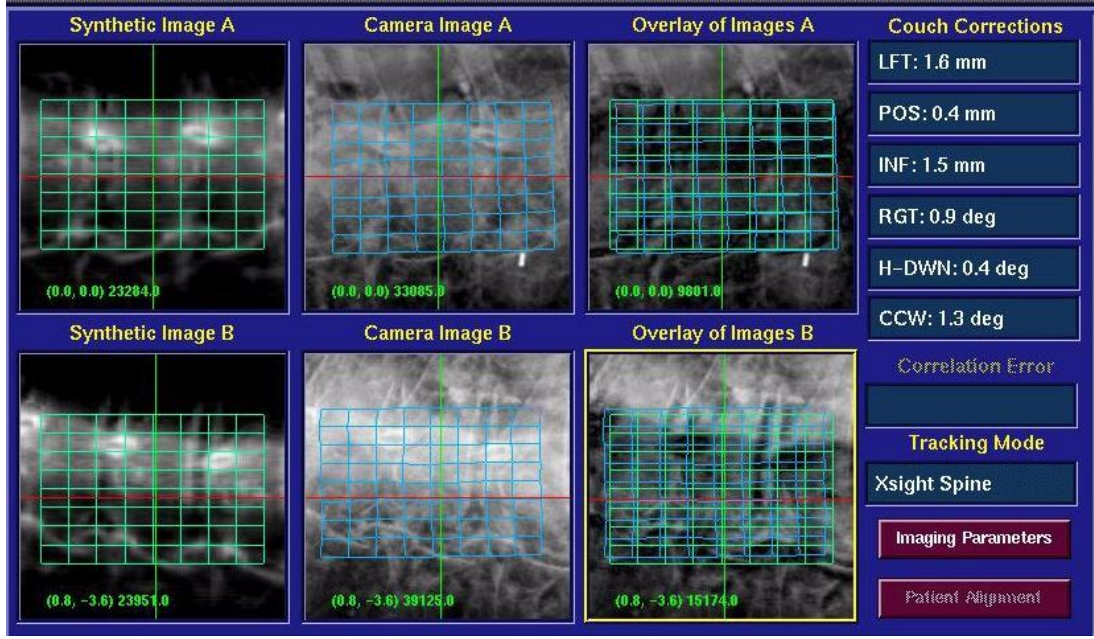 Synthetic Image A
Camera Image A
Overlay of Images A
Couch Corrections
LFT: 1.6 mm
POS: 0.4 mm
INF: 1.5 mm
RGT: 0.9 deg
H-DWN: 0.4 deg
CCW: 1.3 deg
(0.0, 0.0) 23284.0
(0.0, 0.0) 33085.0
(0.0, 0.0) 9801.0
Synthetic Image B
Camera Image B
Overlay of Images B
Correlation Error
Tracking Mode
Xsight Spine
Imaging Parameters
Patient Alignment
(0.8, -3.6) 23951.0
(0.8, -3.6) 39125.0
(0.8, -3.6) 15174.0